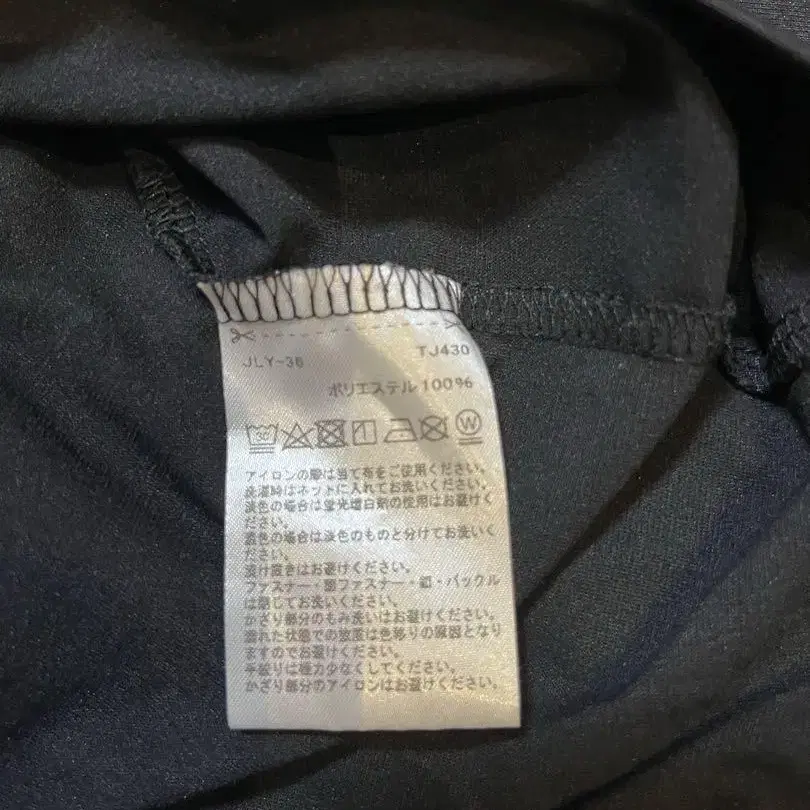 JLY-36 TJ430
ポリエステル 100%
30 W
アイロンの際は当て布をご使用ください。
洗濯時はネットに入れてお洗いください。
淡色の場合は蛍光増白剤の使用はお避けく
ださい。
濃色の場合は淡色のものと分けてお洗いく
ださい。
漬け置きはお避けください。
ファスナー・面ファスナー・釦・バックル
は閉じてお洗いください。
かざり部分のもみ洗いはお避けください。
濡れた状態での放置は色移りの原因となり
ますのでお避けください。
手絞りは極力少なくしてください。
かざり部分のアイロンはお避けください。